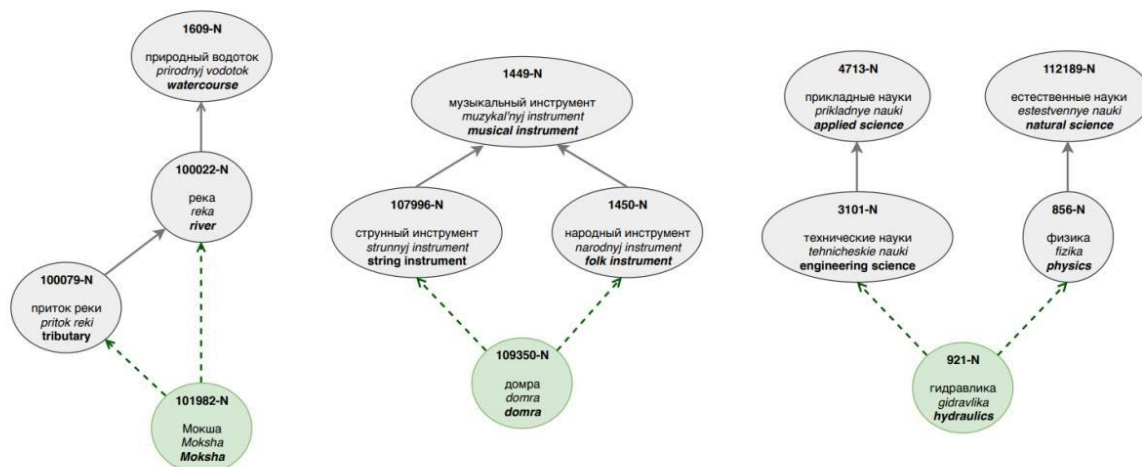 1609-N
природный водоток
prirodnyj vodotok
watercourse
100022-N
река
reka
river
100079-N
приток реки
pritok reki
tributary
101982-N
Мокша
Moksha
Moksha
1449-N
музыкальный инструмент
muzykal'nyj instrument
musical instrument
107996-N
струнный инструмент
strunnyj instrument
string instrument
1450-N
народный инструмент
narodnyj instrument
folk instrument
109350-N
домра
domra
domra
4713-N
прикладные науки
prikladnye nauki
applied science
112189-N
естественные науки
estestvennye nauki
natural science
3101-N
технические науки
tehnicheskie nauki
engineering science
856-N
физика
fizika
physics
921-N
гидравлика
gidravlika
hydraulics